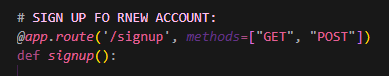 # SIGN UP FO RNEW ACCOUNT:
@app.route('/signup', methods=["GET", "POST"])
def signup():